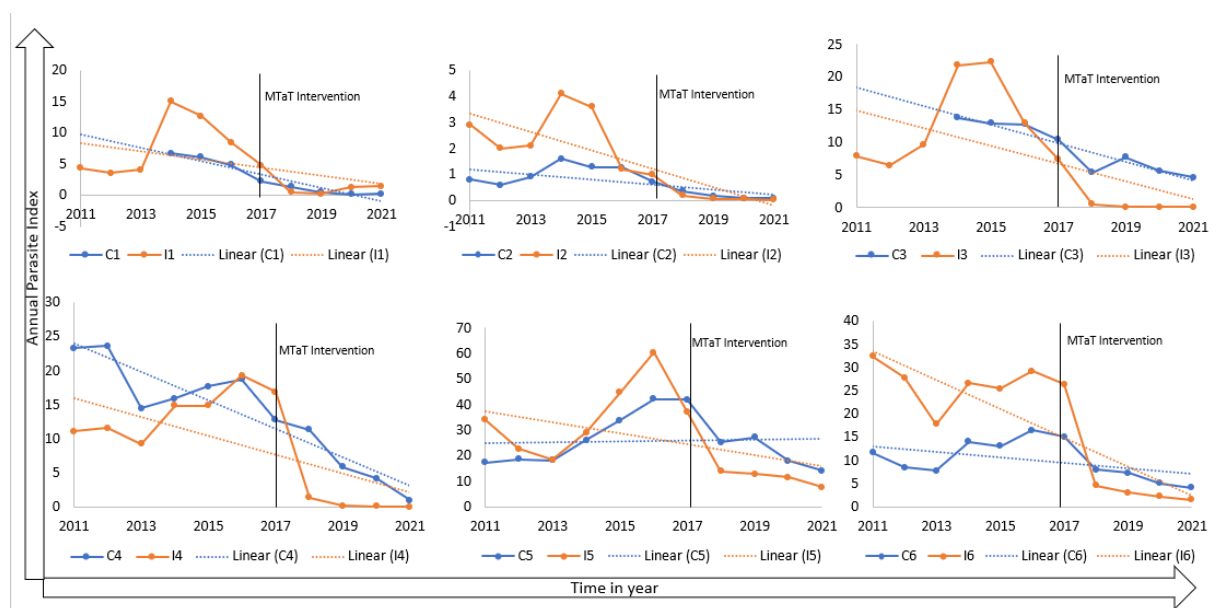 Annual Parasite Index
20
15
10
5
0
-5
2011 2013 2015 2017 2019 2021
MTaT Intervention
C1 I1 Linear (C1) Linear (I1)
5
4
3
2
1
0
-1
2011 2013 2015 2017 2019 2021
MTaT Intervention
C2 I2 Linear (C2) Linear (I2)
25
20
15
10
5
0
2011 2013 2015 2017 2019 2021
MTaT Intervention
C3 I3 Linear (C3) Linear (I3)
30
25
20
15
10
5
0
2011 2013 2015 2017 2019 2021
MTaT Intervention
C4 I4 Linear (C4) Linear (I4)
70
60
50
40
30
20
10
0
2011 2013 2015 2017 2019 2021
MTaT Intervention
C5 I5 Linear (C5) Linear (I5)
40
35
30
25
20
15
10
5
0
2011 2013 2015 2017 2019 2021
MTaT Intervention
C6 I6 Linear (C6) Linear (I6)
Time in year